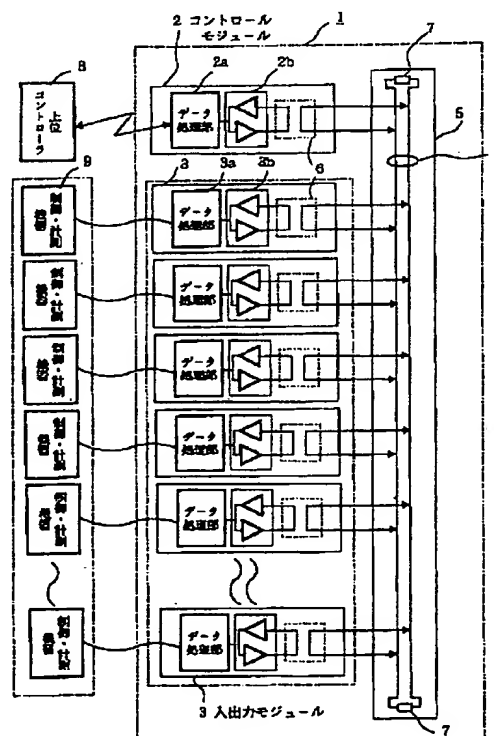 2 コントロール
モジュール
1
7
8
2a
2b
上位
コントローラ
データ
処理部
5
6
9
3
3a
3b
制御・計測
機器
データ
処理部
制御・計測
機器
データ
処理部
制御・計測
機器
データ
処理部
制御・計測
機器
データ
処理部
制御・計測
機器
データ
処理部
制御・計測
機器
データ
処理部
3 入出力モジュール
7